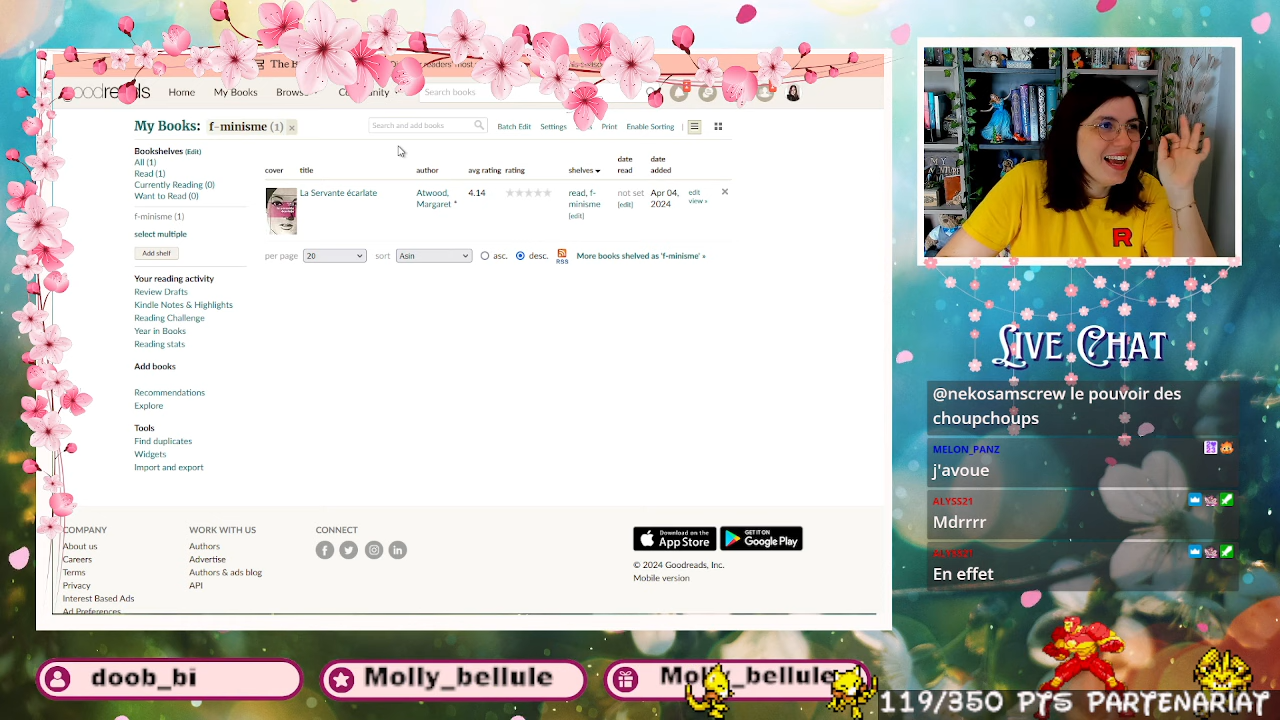 goodreads
Home My Books Brows Co munity Search books
My Books: f-minisme (1) ×
Search and add books
Batch Edit Settings Print Enable Sorting |
Bookshelves (Edit)
All (1)
Read (1)
Currently Reading (0)
Want to Read (0)
f-minisme (1)
select multiple
Add shelf
Your reading activity
Review Drafts
Kindle Notes & Highlights
Reading Challenge
Year in Books
Reading stats
Add books
Recommendations
Explore
Tools
Find duplicates
Widgets
Import and export
cover title author avg rating rating shelves date read date added
La Servante écarlate Atwood, Margaret * 4.14 read, f-minisme [edit] not set [edit] Apr 04, 2024 edit view »
per page 20 sort Asin asc. desc. RSS More books shelved as 'f-minisme' »
COMPANY
About us
Careers
Terms
Privacy
Interest Based Ads
Ad Preferences
WORK WITH US
Authors
Advertise
Authors & ads blog
API
CONNECT
Download on the App Store
GET IT ON Google Play
© 2024 Goodreads, Inc.
Mobile version
R
LIVE CHAT
@nekosamscrew le pouvoir des
choupchoups
MELON_PANZ
j'avoue
ALYSS21
Mdrrrr
ALYSS21
En effet
doob_bi
Molly_bellule
Molly_bellule
119/350 PTS PARTENARIAT